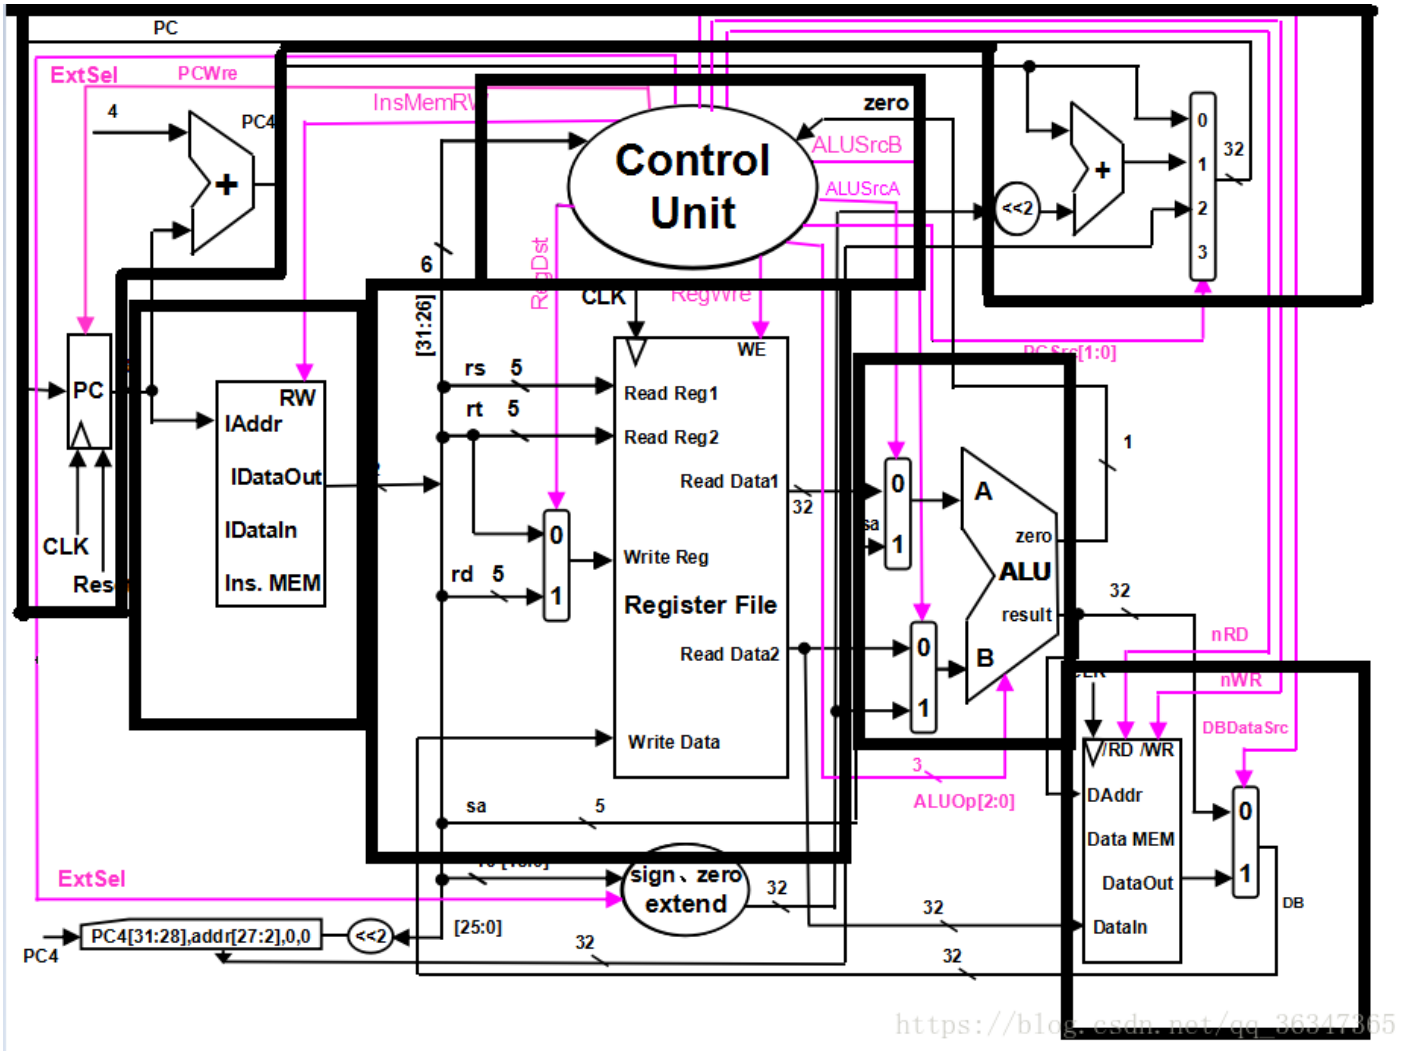 PC
ExtSel
PCWre
InsMemRW
zero
4
PC4
0
Control
Unit
ALUSrcB
32
1
+
+
ALUSrcA
<<2
2
RegDst
3
6
[31:26]
CLK
RegWre
WE
PCSrc[1:0]
PC
rs 5
Read Reg1
RW
IAddr
rt 5
Read Reg2
1
IDataOut
Read Data1
0
A
32
IDataIn
sa
1
zero
CLK
0
Write Reg
ALU
Ins. MEM
rd 5
1
Register File
32
result
nRD
Read Data2
0
B
nWR
1
DBDataSrc
Write Data
/RD /WR
3
ALUOp[2:0]
DAddr
0
sa 5
Data MEM
ExtSel
sign、zero
extend
32
DataOut
1
DB
32
DataIn
[25:0]
PC4[31:28],addr[27:2],0,0
<<2
PC4
32
32
https://blog.csdn.net/qq_36347365